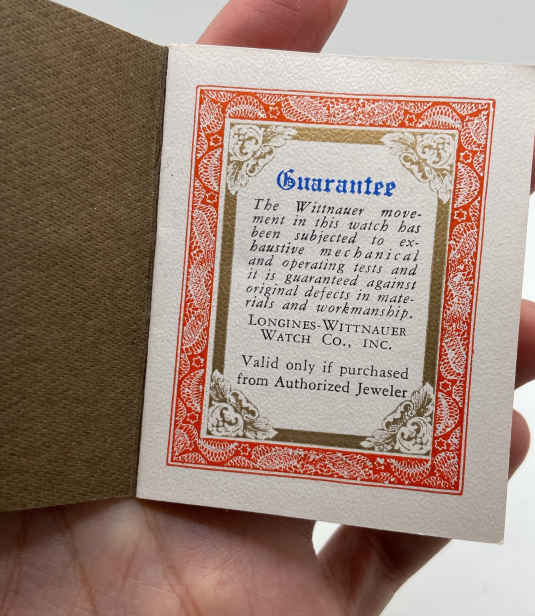 Guarantee
The Wittnauer move-
ment in this watch has
been subjected to ex-
haustive mechanical
and operating tests and
it is guaranteed against
original defects in mate-
rials and workmanship.
LONGINES-WITTNAUER
WATCH CO., INC.
Valid only if purchased
from Authorized Jeweler